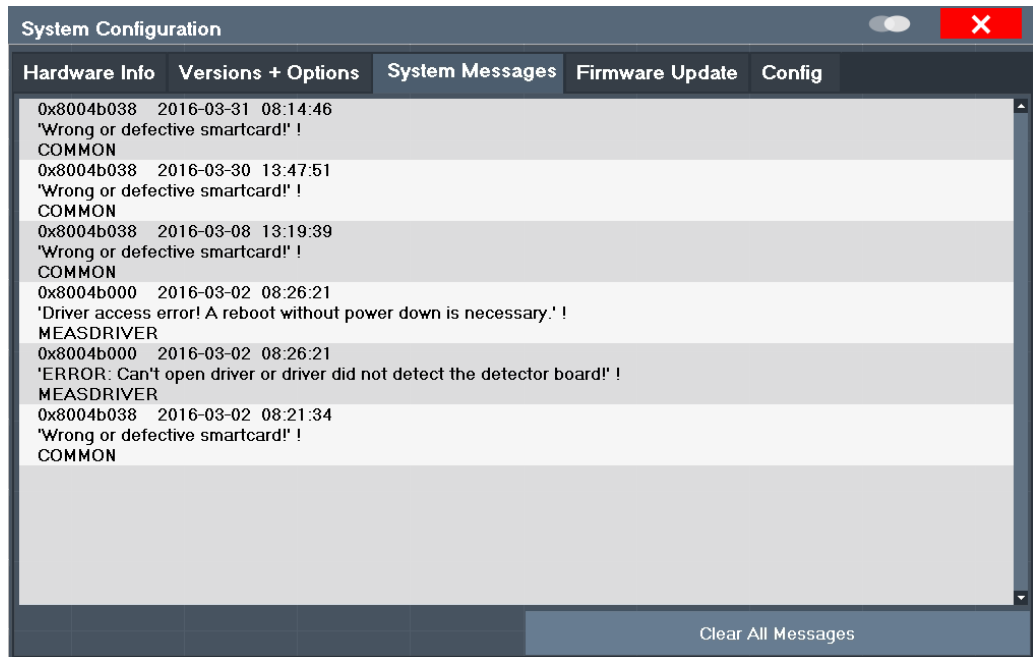 System Configuration
Hardware Info Versions + Options System Messages Firmware Update Config
0x8004b038 2016-03-31 08:14:46
'Wrong or defective smartcard!' !
COMMON
0x8004b038 2016-03-30 13:47:51
'Wrong or defective smartcard!' !
COMMON
0x8004b038 2016-03-08 13:19:39
'Wrong or defective smartcard!' !
COMMON
0x8004b000 2016-03-02 08:26:21
'Driver access error! A reboot without power down is necessary.' !
MEASDRIVER
0x8004b000 2016-03-02 08:26:21
'ERROR: Can't open driver or driver did not detect the detector board!' !
MEASDRIVER
0x8004b038 2016-03-02 08:21:34
'Wrong or defective smartcard!' !
COMMON
Clear All Messages